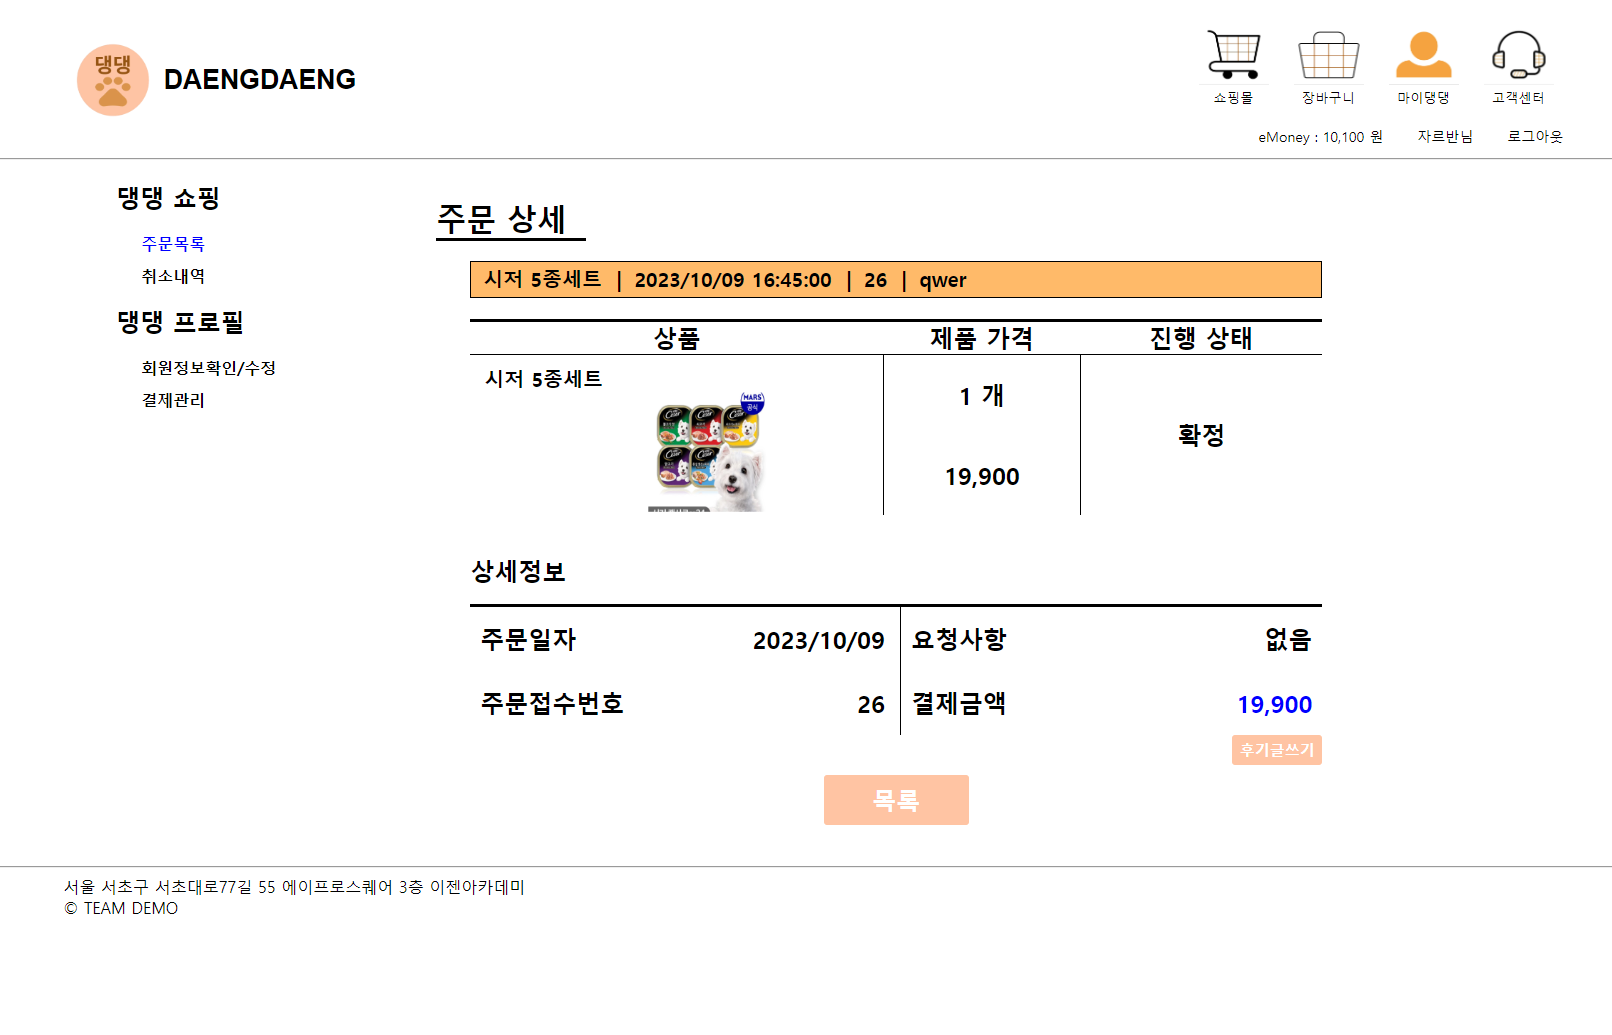 댕댕
DAENGDAENG
쇼핑몰
장바구니
마이댕댕
고객센터
eMoney : 10,100 원
자르반님
로그아웃
댕댕 쇼핑
주문목록
취소내역
댕댕 프로필
회원정보확인/수정
결제관리
주문 상세
시저 5종세트 | 2023/10/09 16:45:00 | 26 | qwer
상품 제품 가격 진행 상태
시저 5종세트
MARS
공식
Cesar Cesar Cesar
Cesar Cesar
1 개
19,900
확정
상세정보
주문일자 2023/10/09 요청사항 없음
주문접수번호 26 결제금액 19,900
후기글쓰기
목록
서울 서초구 서초대로77길 55 에이프로스퀘어 3층 이젠아카데미
© TEAM DEMO